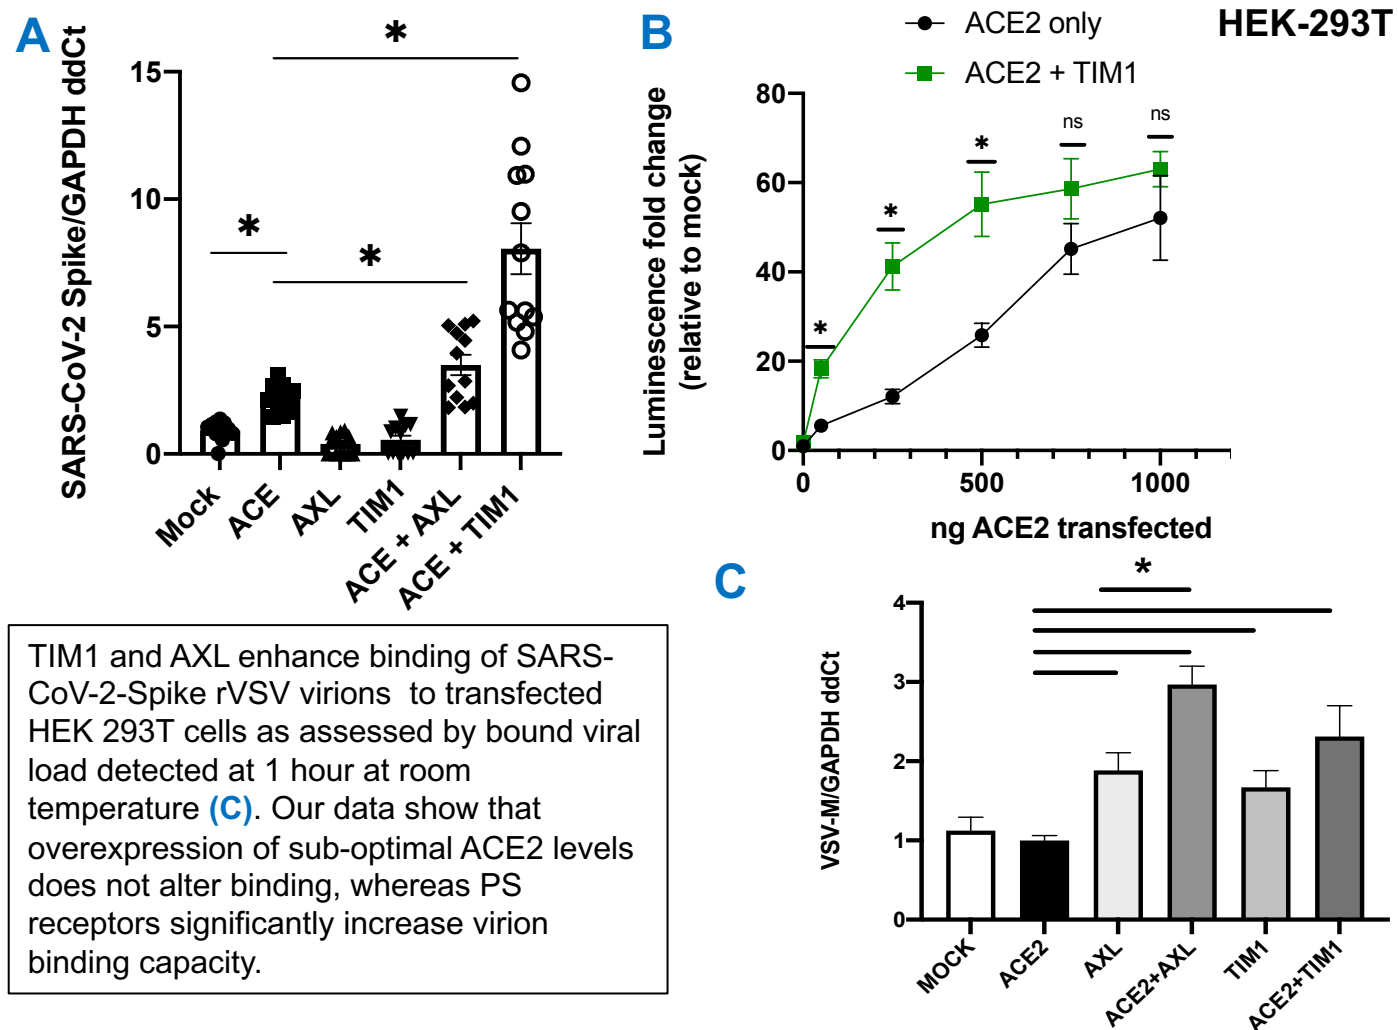 A
SARS-CoV-2 Spike/GAPDH ddCt
15
10
5
0
*
*
*
Mock
ACE
AXL
TIM1
ACE + AXL
ACE + TIM1
B
ACE2 only
ACE2 + TIM1
HEK-293T
Luminescence fold change
(relative to mock)
80
60
40
20
0
*
*
*
ns
ns
0
500
1000
ng ACE2 transfected
TIM1 and AXL enhance binding of SARS-
CoV-2-Spike rVSV virions to transfected
HEK 293T cells as assessed by bound viral
load detected at 1 hour at room
temperature (C). Our data show that
overexpression of sub-optimal ACE2 levels
does not alter binding, whereas PS
receptors significantly increase virion
binding capacity.
C
VSV-M/GAPDH ddCt
4
3
2
1
0
*
MOCK
ACE2
AXL
ACE2+AXL
TIM1
ACE2+TIM1